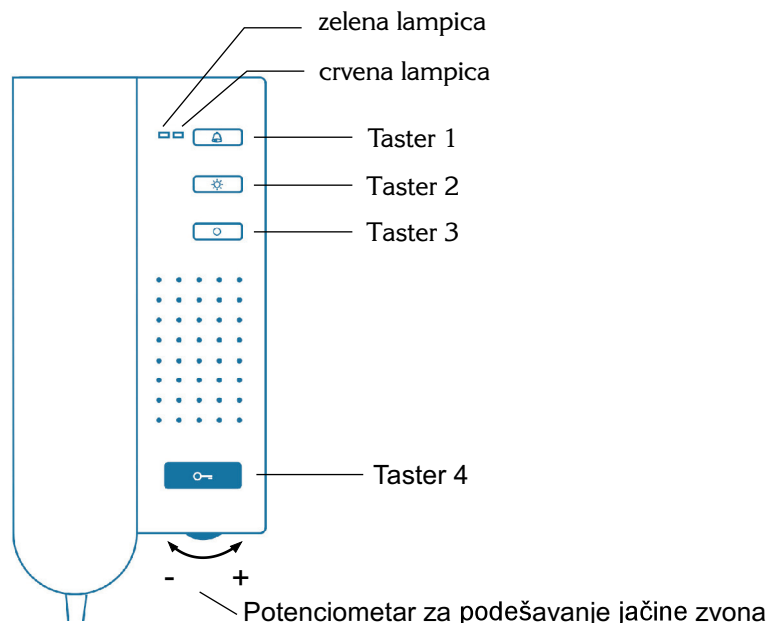 zelena lampica
crvena lampica
Taster 1
Taster 2
Taster 3
Taster 4
- +
Potenciometar za podešavanje jačine zvona